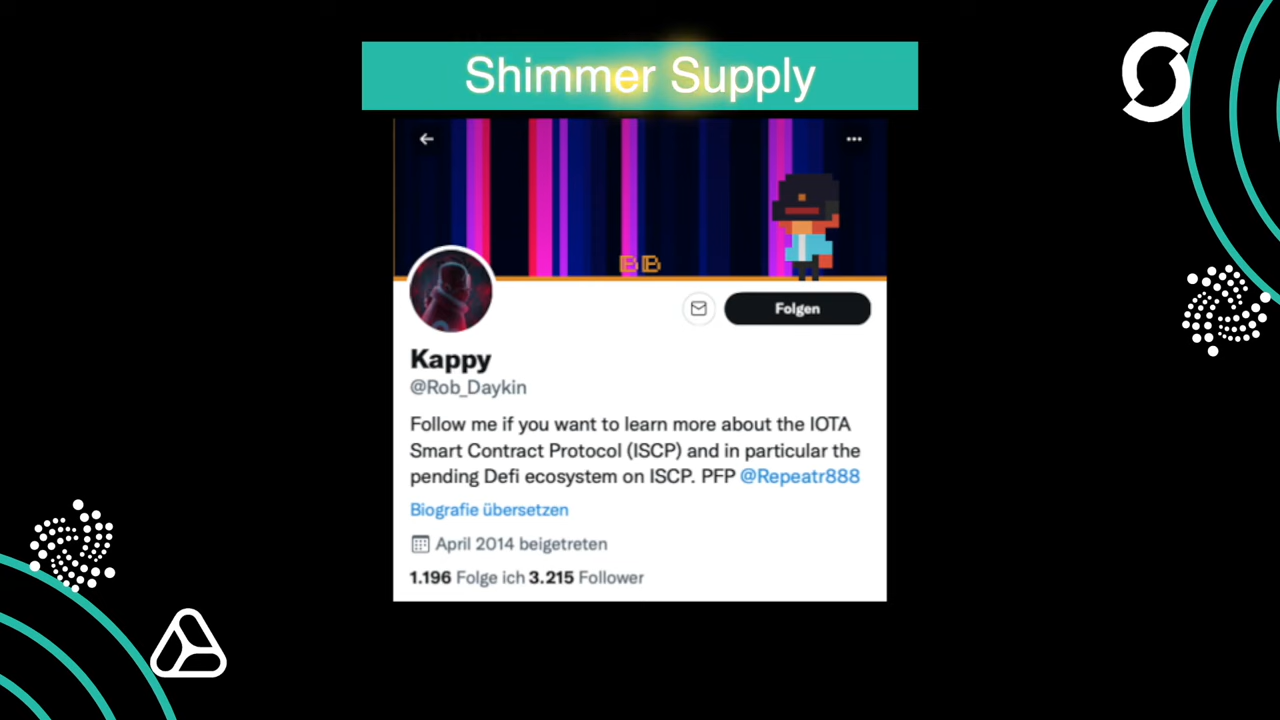 Shimmer Supply
BB
Folgen
Kappy
@Rob_Daykin
Follow me if you want to learn more about the IOTA
Smart Contract Protocol (ISCP) and in particular the
pending Defi ecosystem on ISCP. PFP @Repeatr888
Biografie übersetzen
April 2014 beigetreten
1.196 Folge ich 3.215 Follower